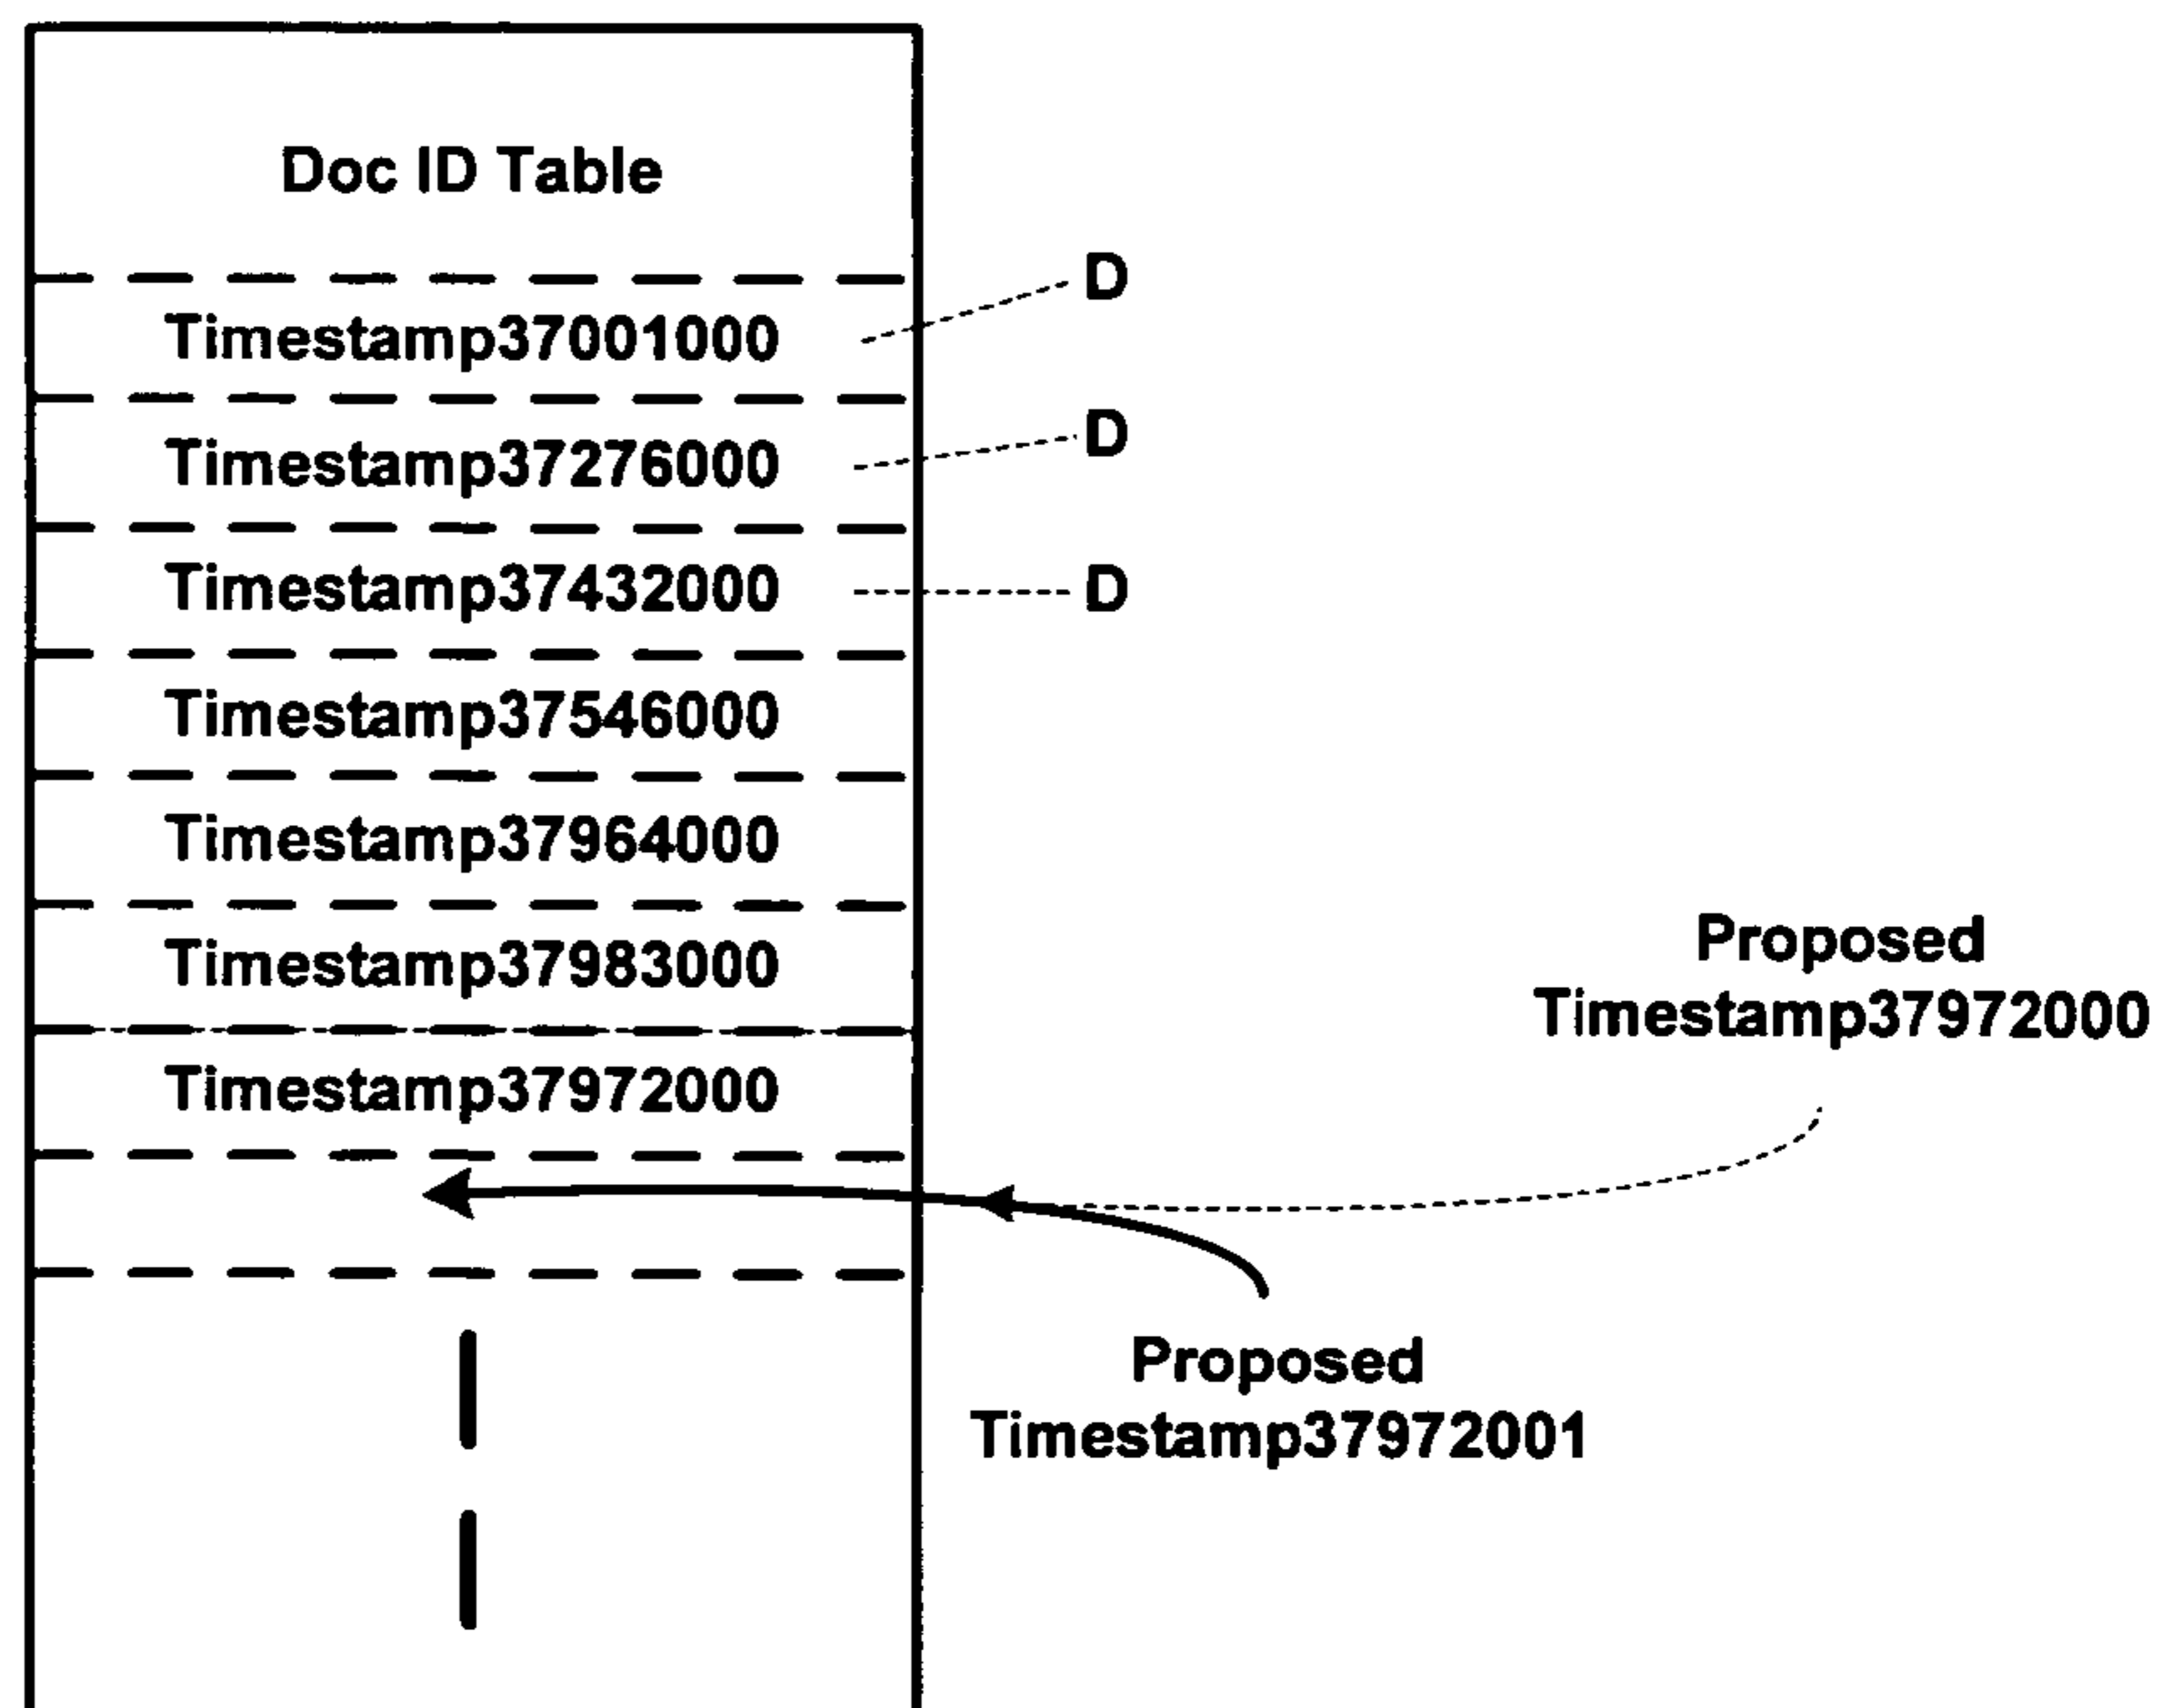 Doc ID Table
D
Timestamp37001000
D
Timestamp37276000
Timestamp37432000 D
Timestamp37546000
Timestamp37964000
Timestamp37983000
Proposed
Timestamp37972000
Timestamp37972000
Proposed
Timestamp37972001